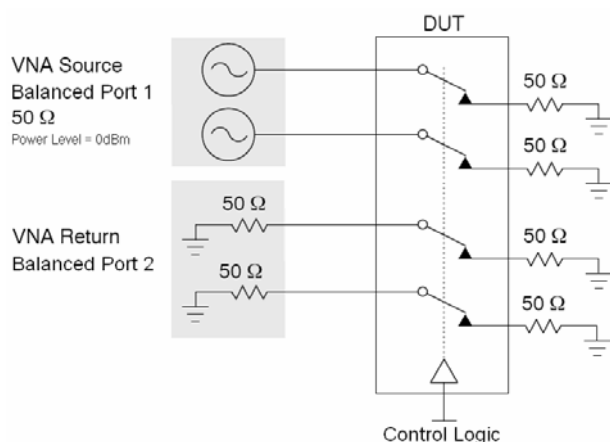 DUT
VNA Source
Balanced Port 1
50 Ω
Power Level = 0dBm
50 Ω
50 Ω
VNA Return
Balanced Port 2
50 Ω
50 Ω
50 Ω
50 Ω
Control Logic